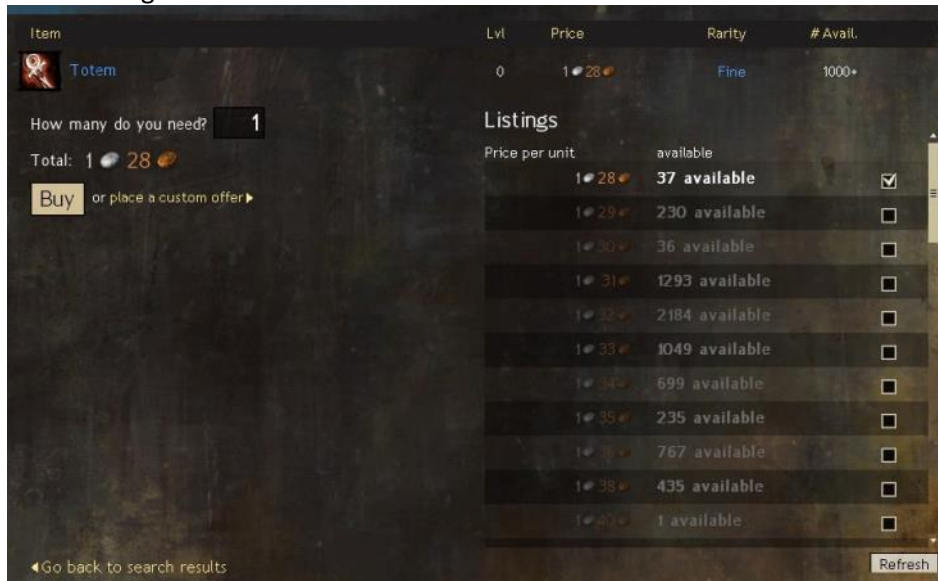 Item Lvl Price Rarity # Avail.
Totem 0 1 28 Fine 1000+
How many do you need? 1
Total: 1 28
Buy or place a custom offer
Listings
Price per unit available
1 28 37 available
1 29 230 available
1 30 36 available
1 31 1293 available
1 32 2184 available
1 33 1049 available
1 34 699 available
1 35 235 available
1 767 available
1 38 435 available
1 40 1 available
Go back to search results
Refresh